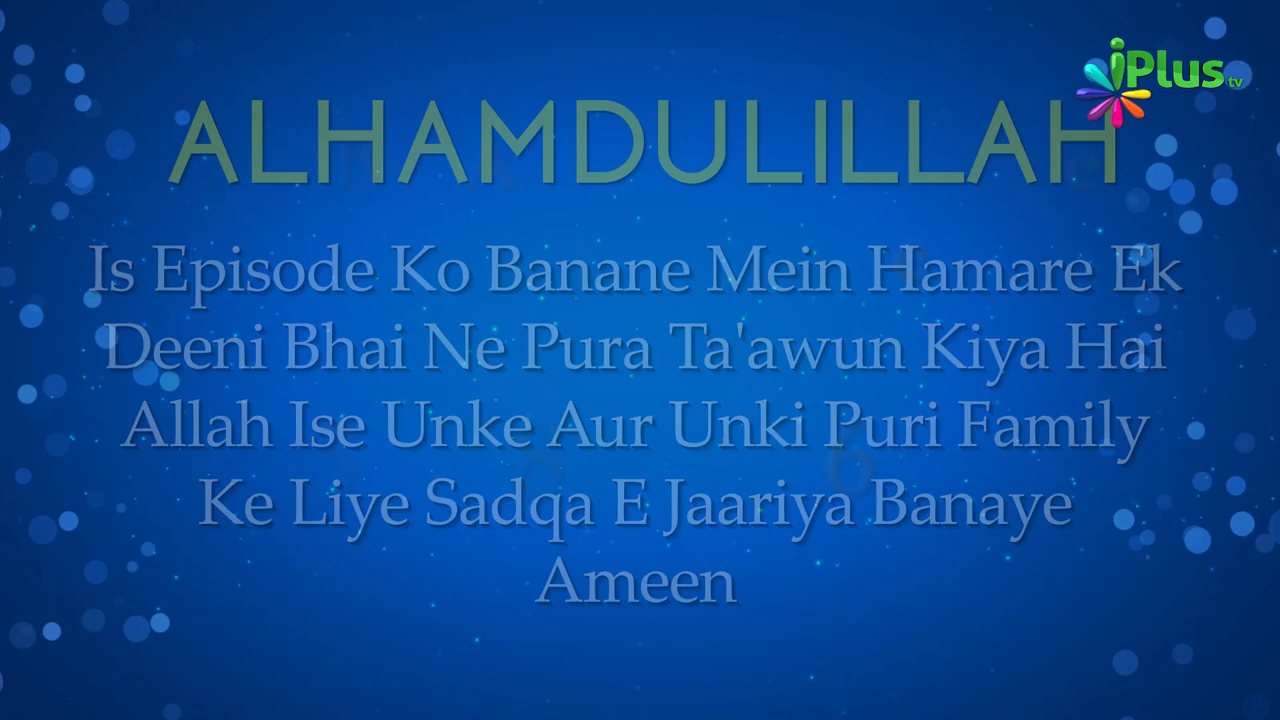 iPlus tv
ALHAMDULILLAH
Is Episode Ko Banane Mein Hamare Ek
Deeni Bhai Ne Pura Ta'awun Kiya Hai
Allah Ise Unke Aur Unki Puri Family
Ke Liye Sadqa E Jaariya Banaye
Ameen